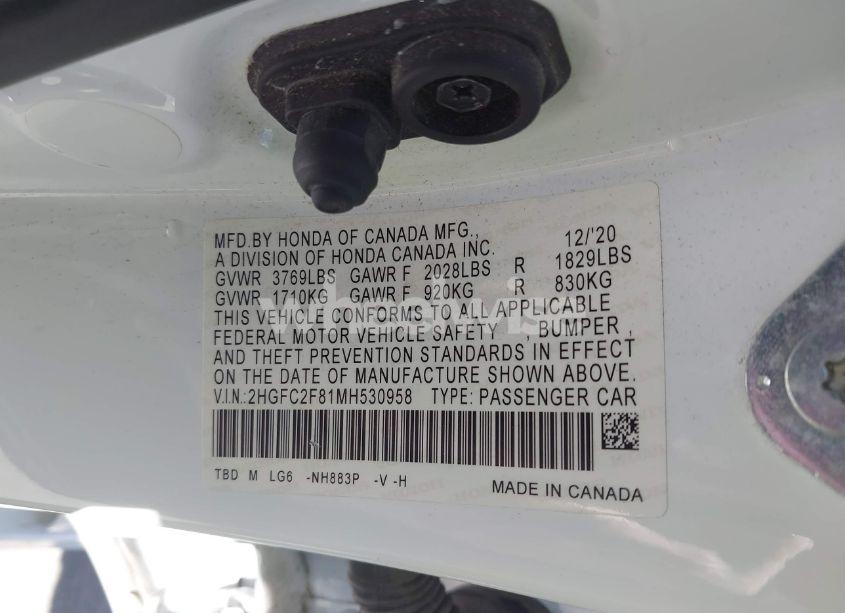 MFD.BY HONDA OF CANADA MFG., 12/'20
A DIVISION OF HONDA CANADA INC.
GVWR 3769LBS GAWR F 2028LBS R 1829LBS
GVWR 1710KG GAWR F 920KG R 830KG
THIS VEHICLE CONFORMS TO ALL APPLICABLE
FEDERAL MOTOR VEHICLE SAFETY , BUMPER ,
AND THEFT PREVENTION STANDARDS IN EFFECT
ON THE DATE OF MANUFACTURE SHOWN ABOVE.
V.I.N.:2HGFC2F81MH530958 TYPE: PASSENGER CAR
TBD M LG6 -NH883P -V -H
MADE IN CANADA